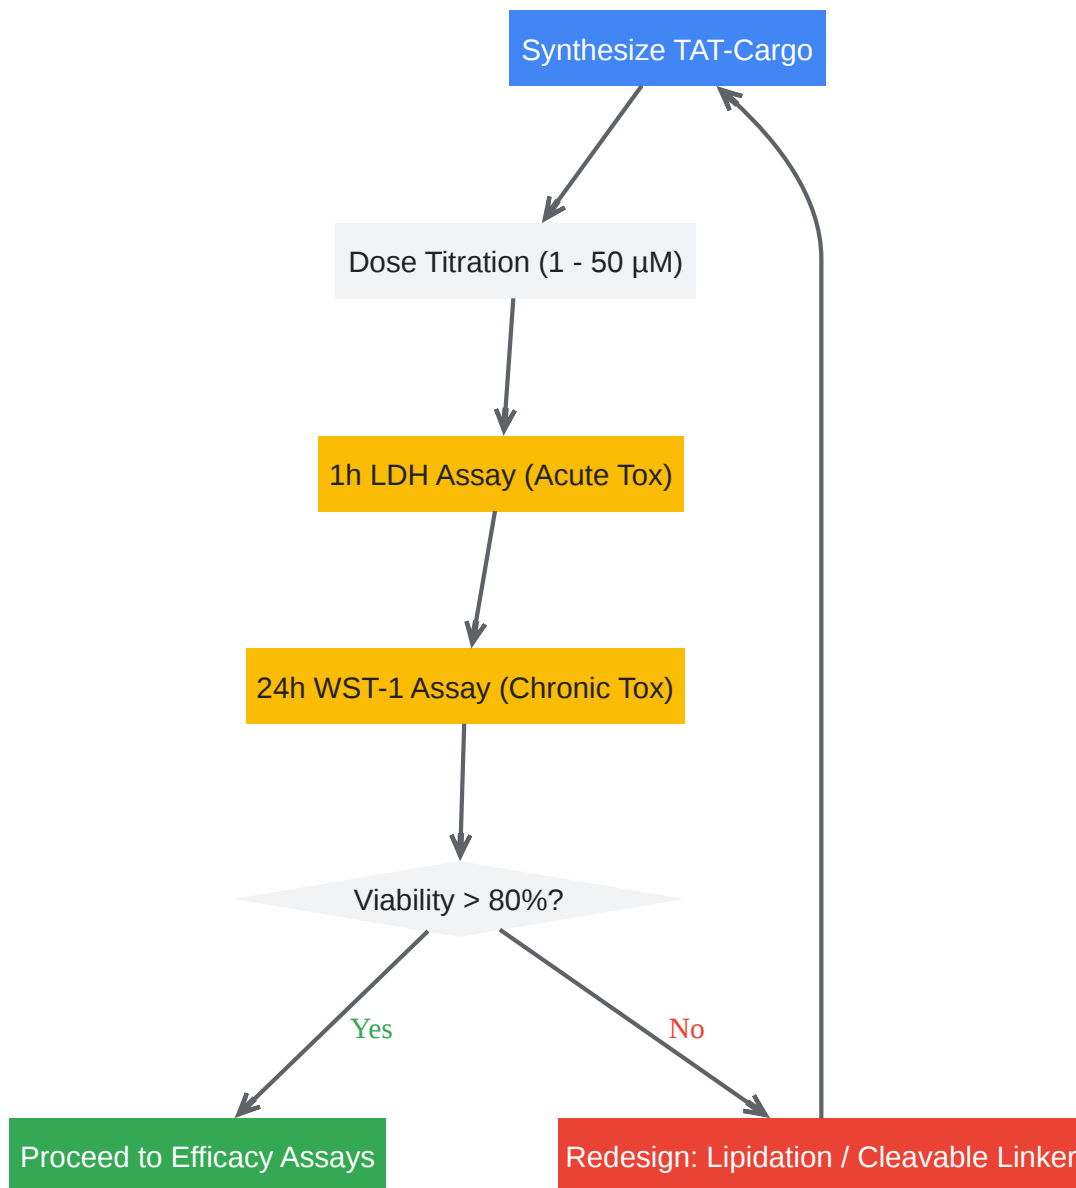 Synthesize TAT-Cargo
Dose Titration (1 - 50 µM)
1h LDH Assay (Acute Tox)
24h WST-1 Assay (Chronic Tox)
Viability > 80%?
Yes
No
Proceed to Efficacy Assays
Redesign: Lipidation / Cleavable Linker